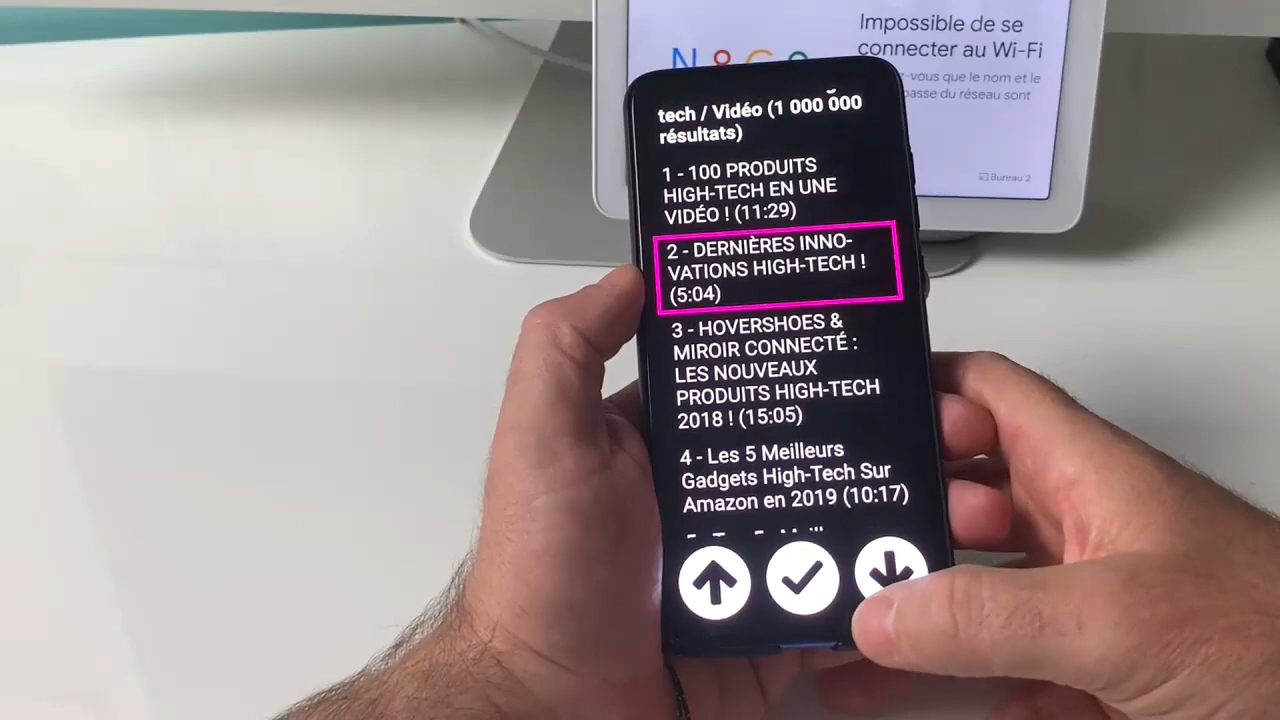 Impossible de se
connecter au Wi-Fi
-vous que le nom et le
passe du réseau sont
Bureau 2
tech / Vidéo (1 000 000
résultats)
1 - 100 PRODUITS
HIGH-TECH EN UNE
VIDÉO ! (11:29)
2 - DERNIÈRES INNO-
VATIONS HIGH-TECH !
(5:04)
3 - HOVERSHOES &
MIROIR CONNECTÉ :
LES NOUVEAUX
PRODUITS HIGH-TECH
2018 ! (15:05)
4 - Les 5 Meilleurs
Gadgets High-Tech Sur
Amazon en 2019 (10:17)